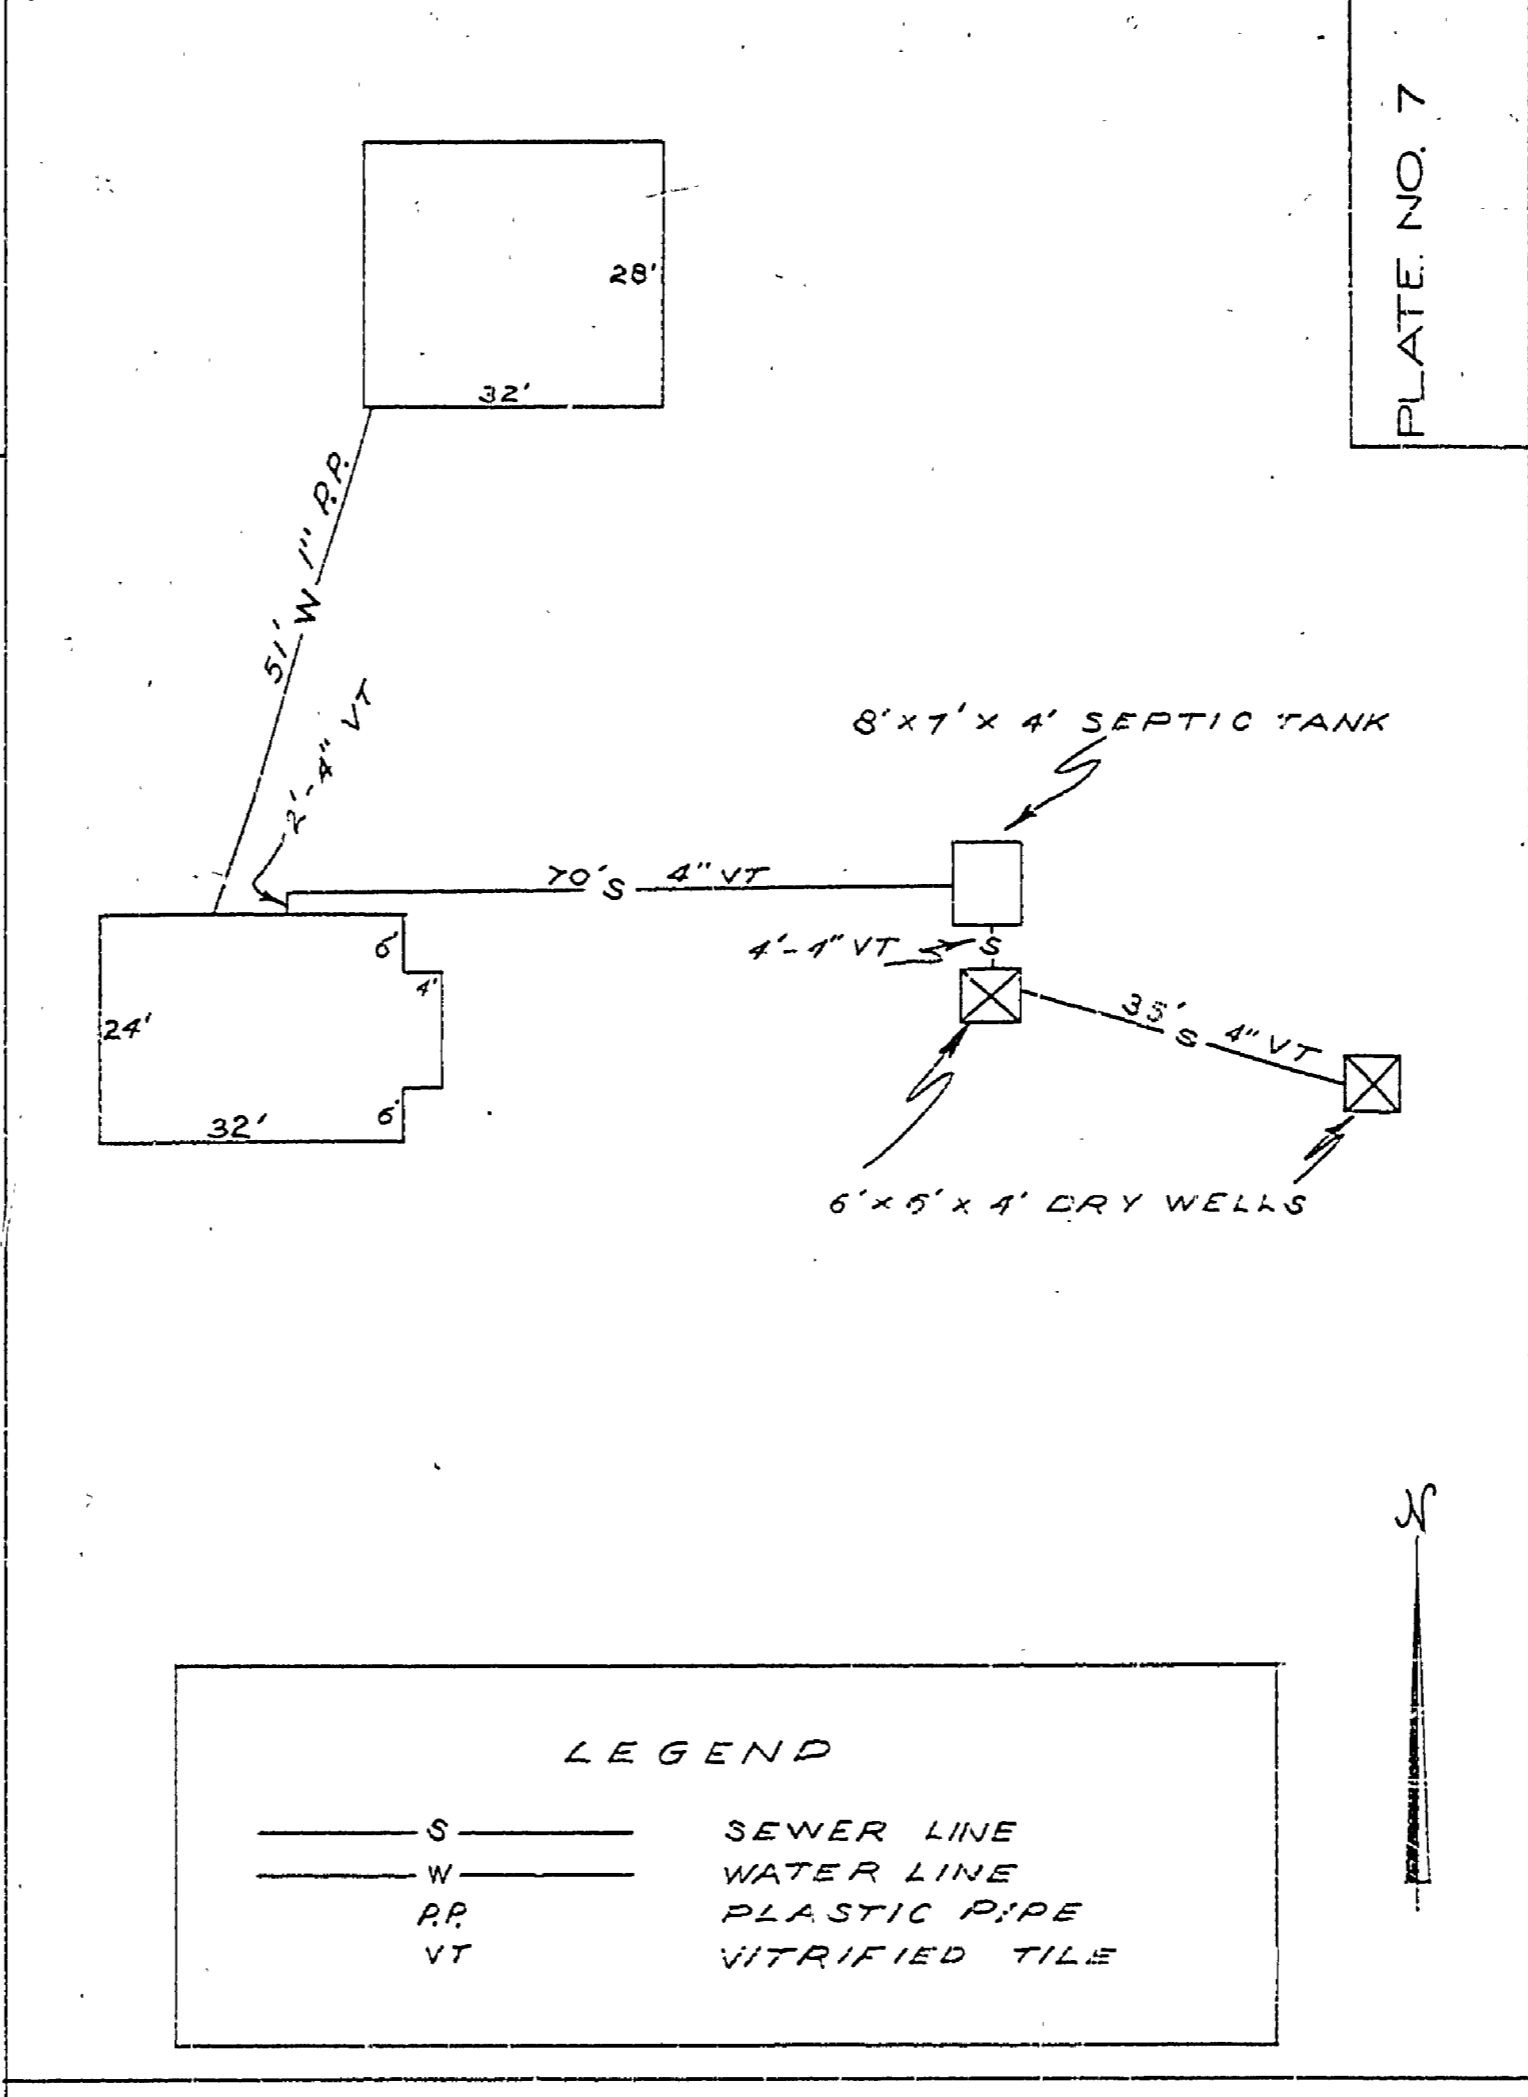 PLATE NO. 7
28'
32'
51' W 1" P.P.
2'-4" VT
8' x 7' x 4' SEPTIC TANK
70' S 4" VT
4'-4" VT
S
6'
4'
24'
6'
32'
35' S 4" VT
6' x 6' x 4' DRY WELLS
N
LEGEND
S SEWER LINE
W WATER LINE
P.P. PLASTIC PIPE
VT VITRIFIED TILE